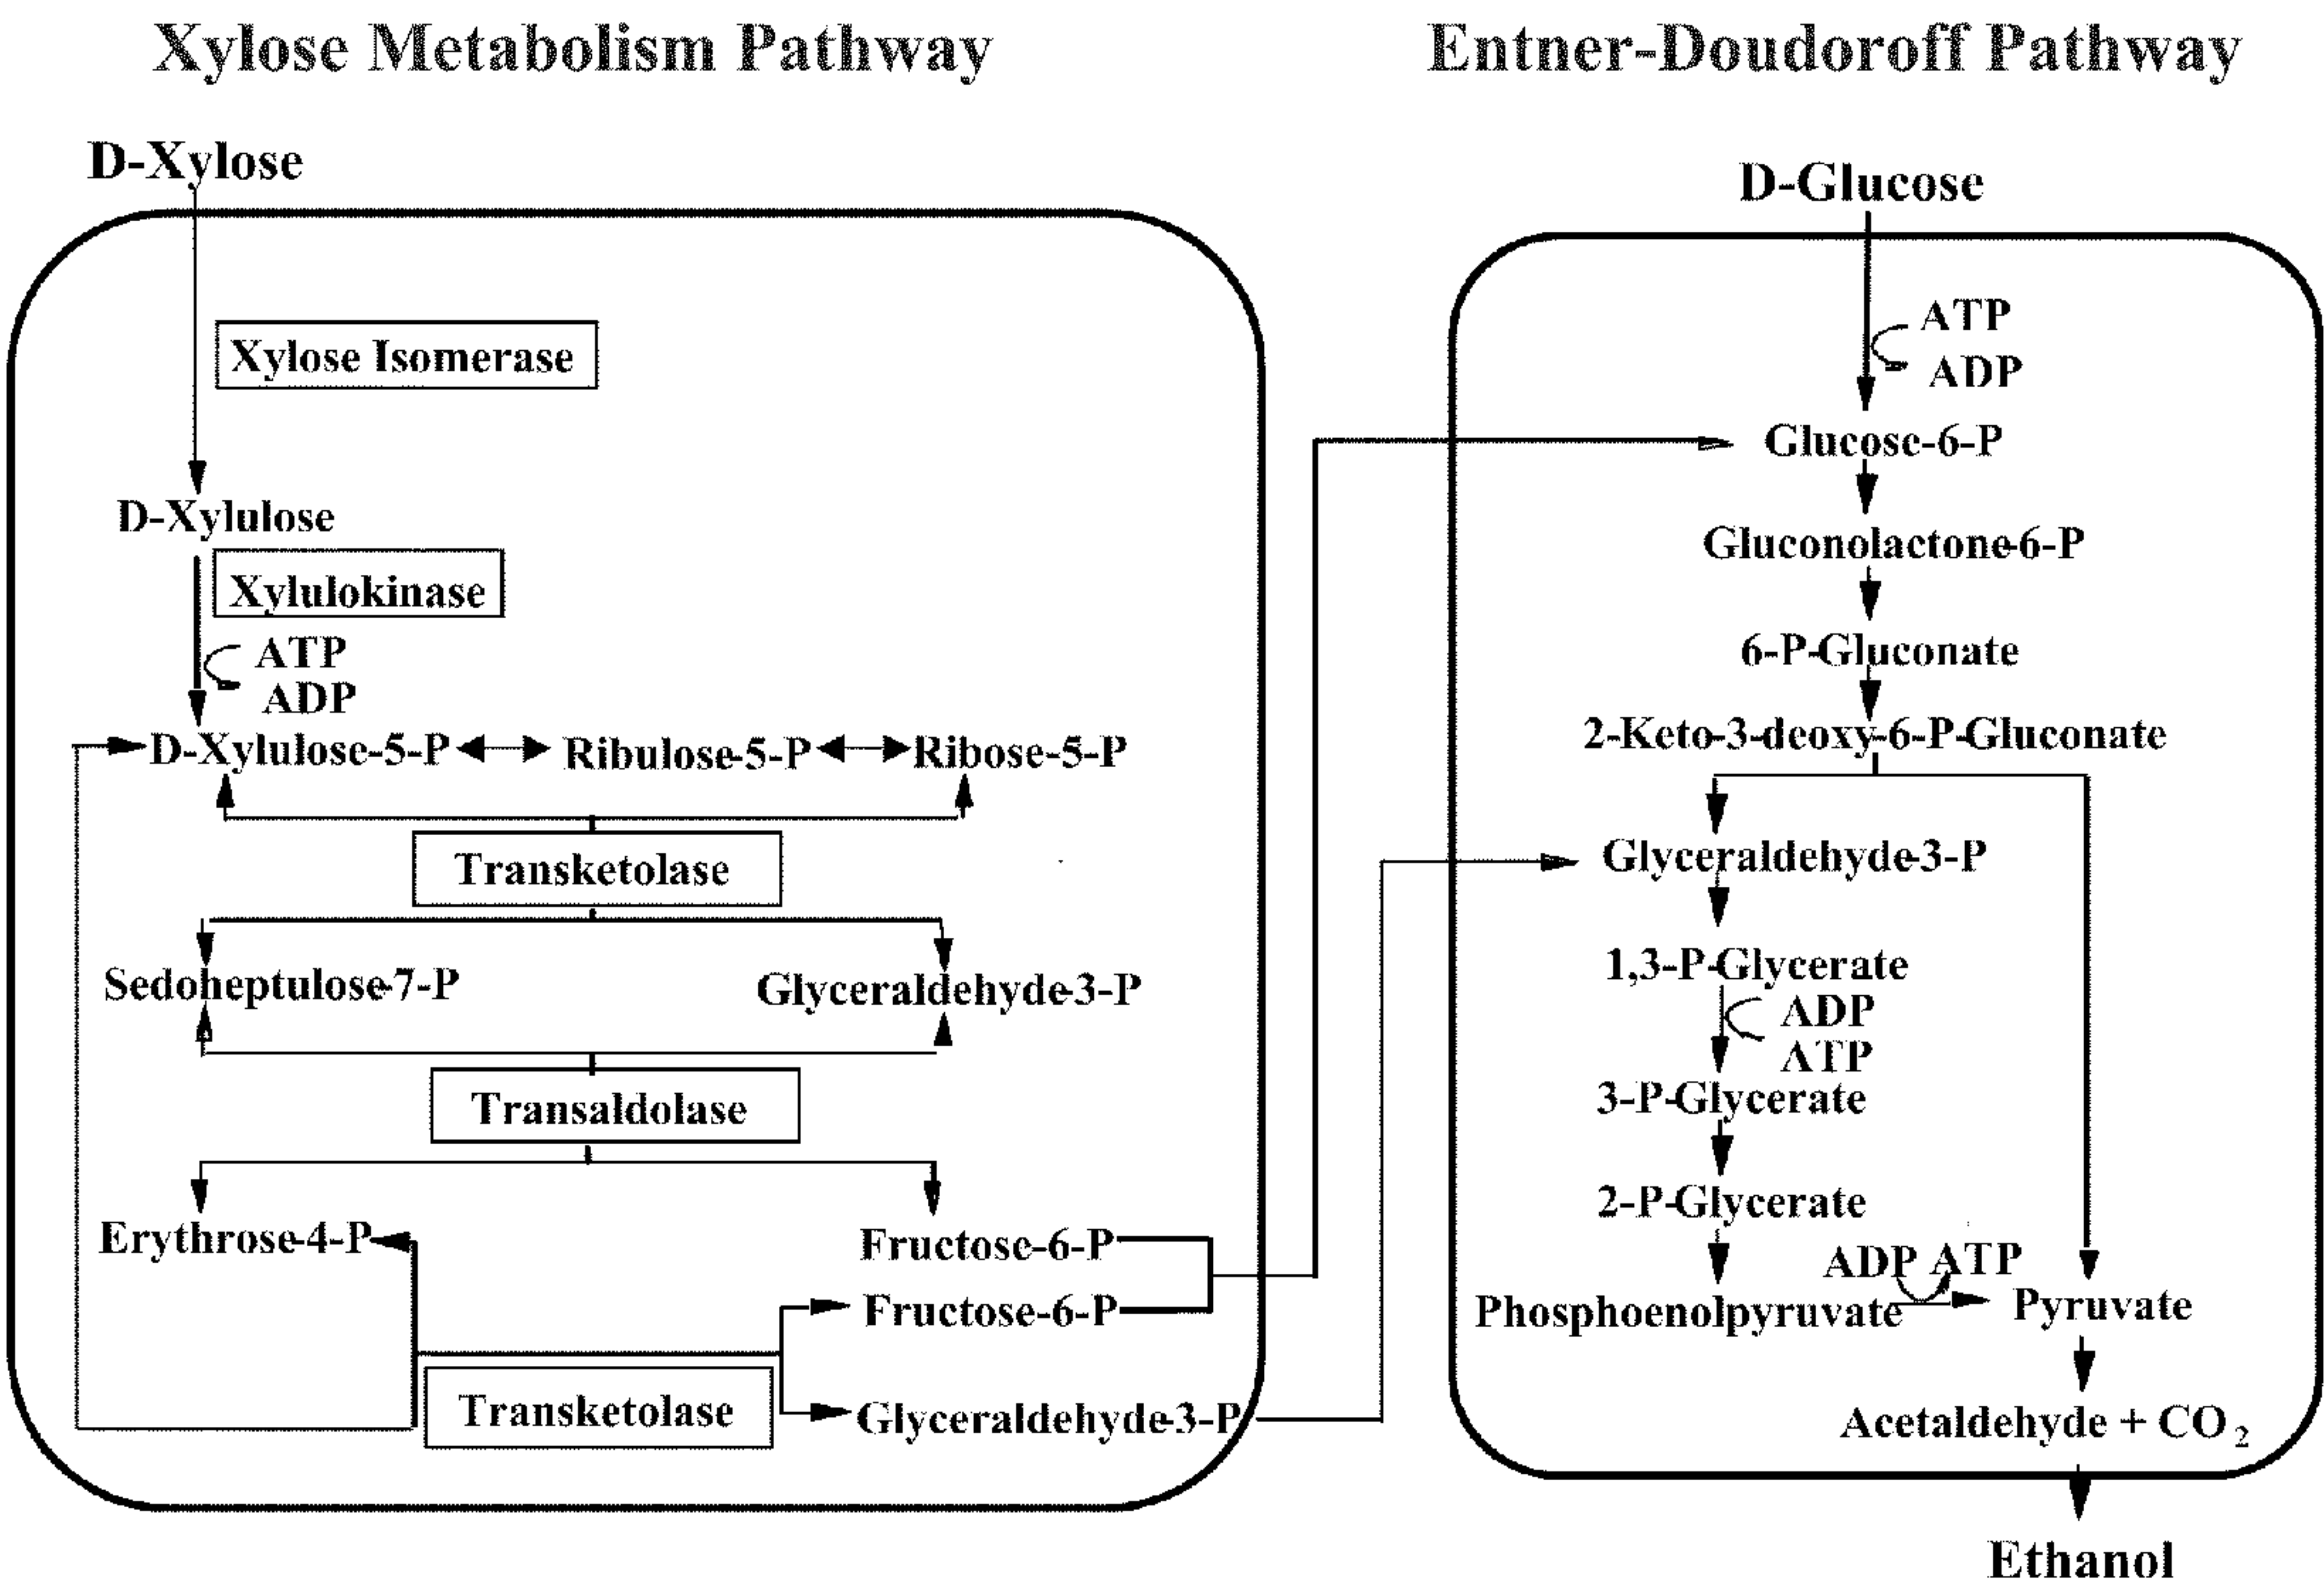 Xylose Metabolism Pathway
D-Xylose
Xylose Isomerase
D-Xylulose
Xylulokinase
ATP
ADP
D-Xylulose-5-P
Ribulose-5-P
Ribose-5-P
Transketolase
Sedoheptulose-7-P
Glyceraldehyde-3-P
Transaldolase
Erythrose-4-P
Fructose-6-P
Fructose-6-P
Transketolase
Glyceraldehyde-3-P
Entner-Doudoroff Pathway
D-Glucose
ATP
ADP
Glucose-6-P
Gluconolactone-6-P
6-P-Gluconate
2-Keto-3-deoxy-6-P-Gluconate
Glyceraldehyde-3-P
1,3-P-Glycerate
ADP
ATP
3-P-Glycerate
2-P-Glycerate
ADP ATP
Phosphoenolpyruvate
Pyruvate
Acetaldehyde + CO2
Ethanol